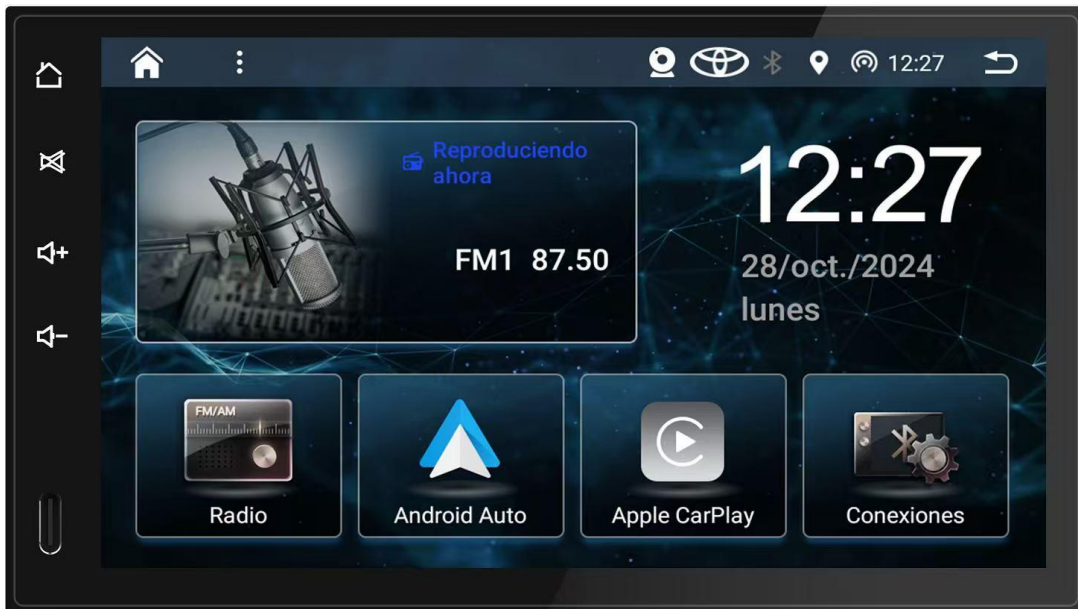 12:27
Reproduciendo
ahora
FM1 87.50
12:27
28/oct./2024
lunes
FM/AM
Radio
Android Auto
Apple CarPlay
Conexiones